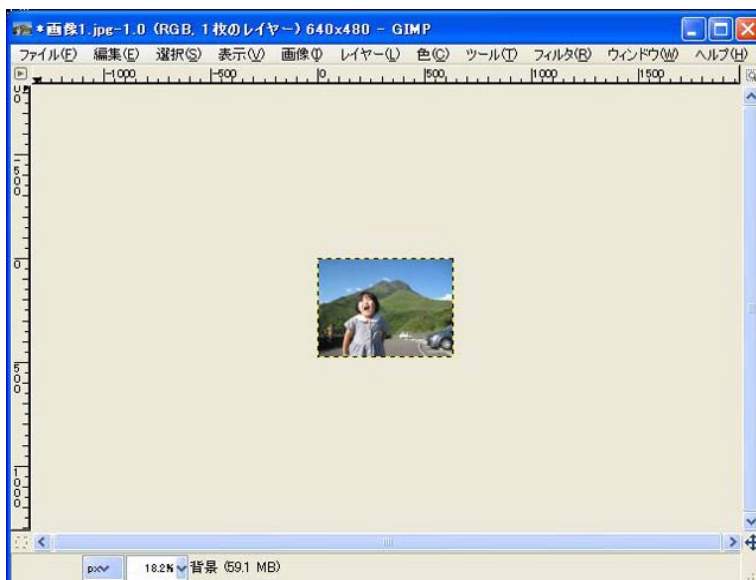 *画像1.jpg-1.0 (RGB, 1枚のレイヤー) 640x480 – GIMP
ファイル(F) 編集(E) 選択(S) 表示(V) 画像(I) レイヤー(L) 色(C) ツール(T) フィルタ(R) ウィンドウ(W) ヘルプ(H)
-1000 -500 0 500 1000 1500
0
500
1000
px 18.2% 背景 (59.1 MB)